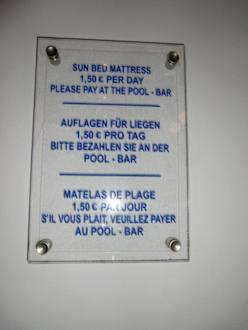 SUN BED MATTRESS
1,50 € PER DAY
PLEASE PAY AT THE POOL - BAR
AUFLAGEN FÜR LIEGEN
1,50 € PRO TAG
BITTE BEZAHLEN SIE AN DER
POOL - BAR
MATELAS DE PLAGE
1,50 € PAR JOUR
S'IL VOUS PLAIT, VEUILLEZ PAYER
AU POOL - BAR